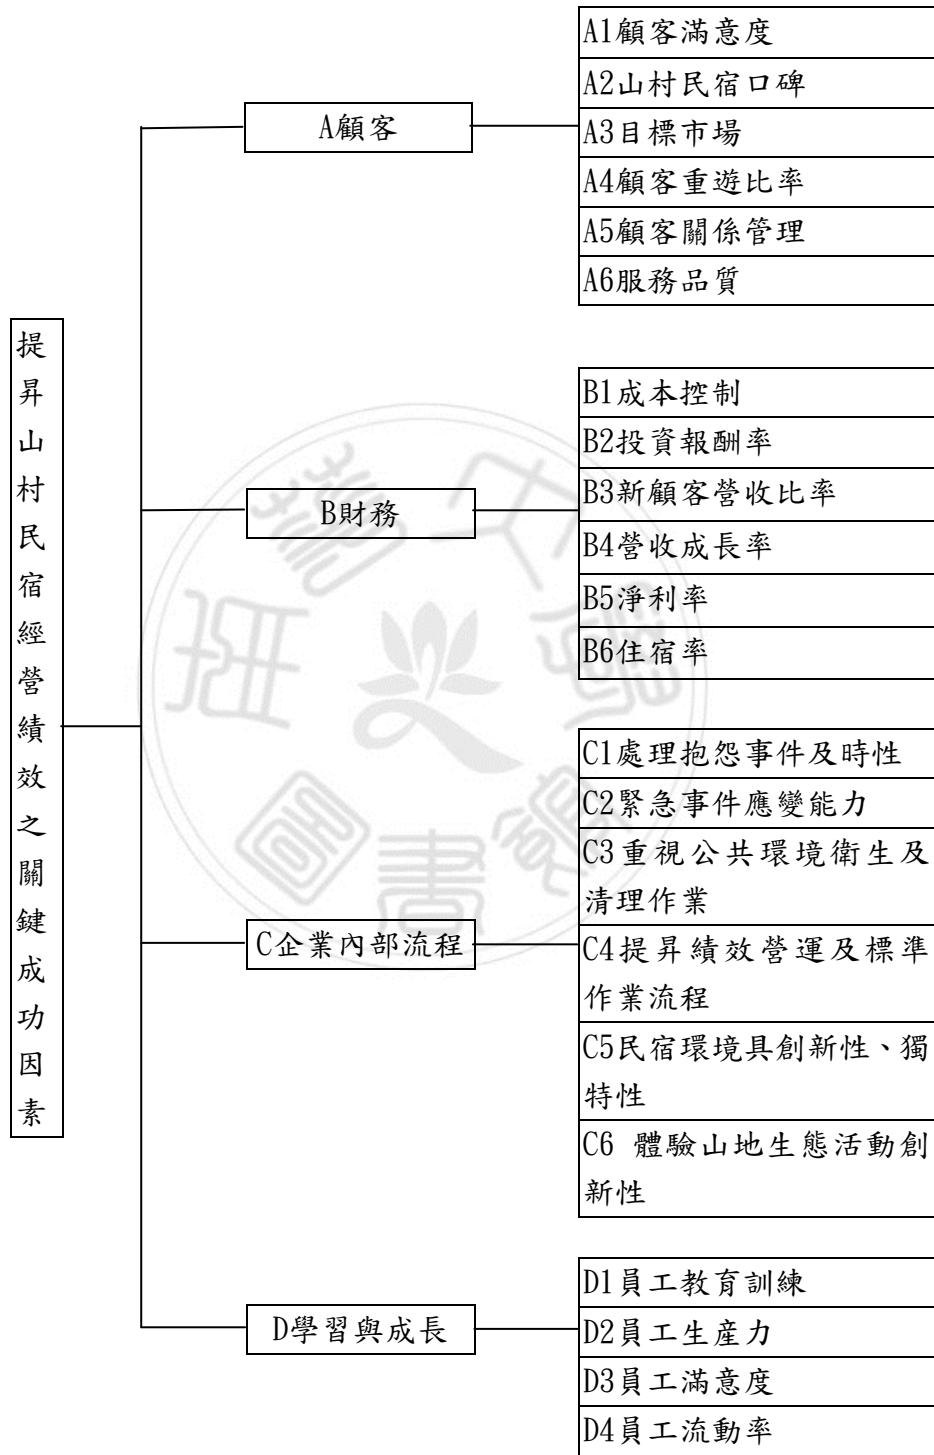 提昇山村民宿經營績效之關鍵成功因素
A顧客
A1顧客滿意度
A2山村民宿口碑
A3目標市場
A4顧客重遊比率
A5顧客關係管理
A6服務品質
B財務
B1成本控制
B2投資報酬率
B3新顧客營收比率
B4營收成長率
B5淨利率
B6住宿率
C企業內部流程
C1處理抱怨事件及時性
C2緊急事件應變能力
C3重視公共環境衛生及
清理作業
C4提昇績效營運及標準
作業流程
C5民宿環境具創新性、獨
特性
C6 體驗山地生態活動創
新性
D學習與成長
D1員工教育訓練
D2員工生產力
D3員工滿意度
D4員工流動率